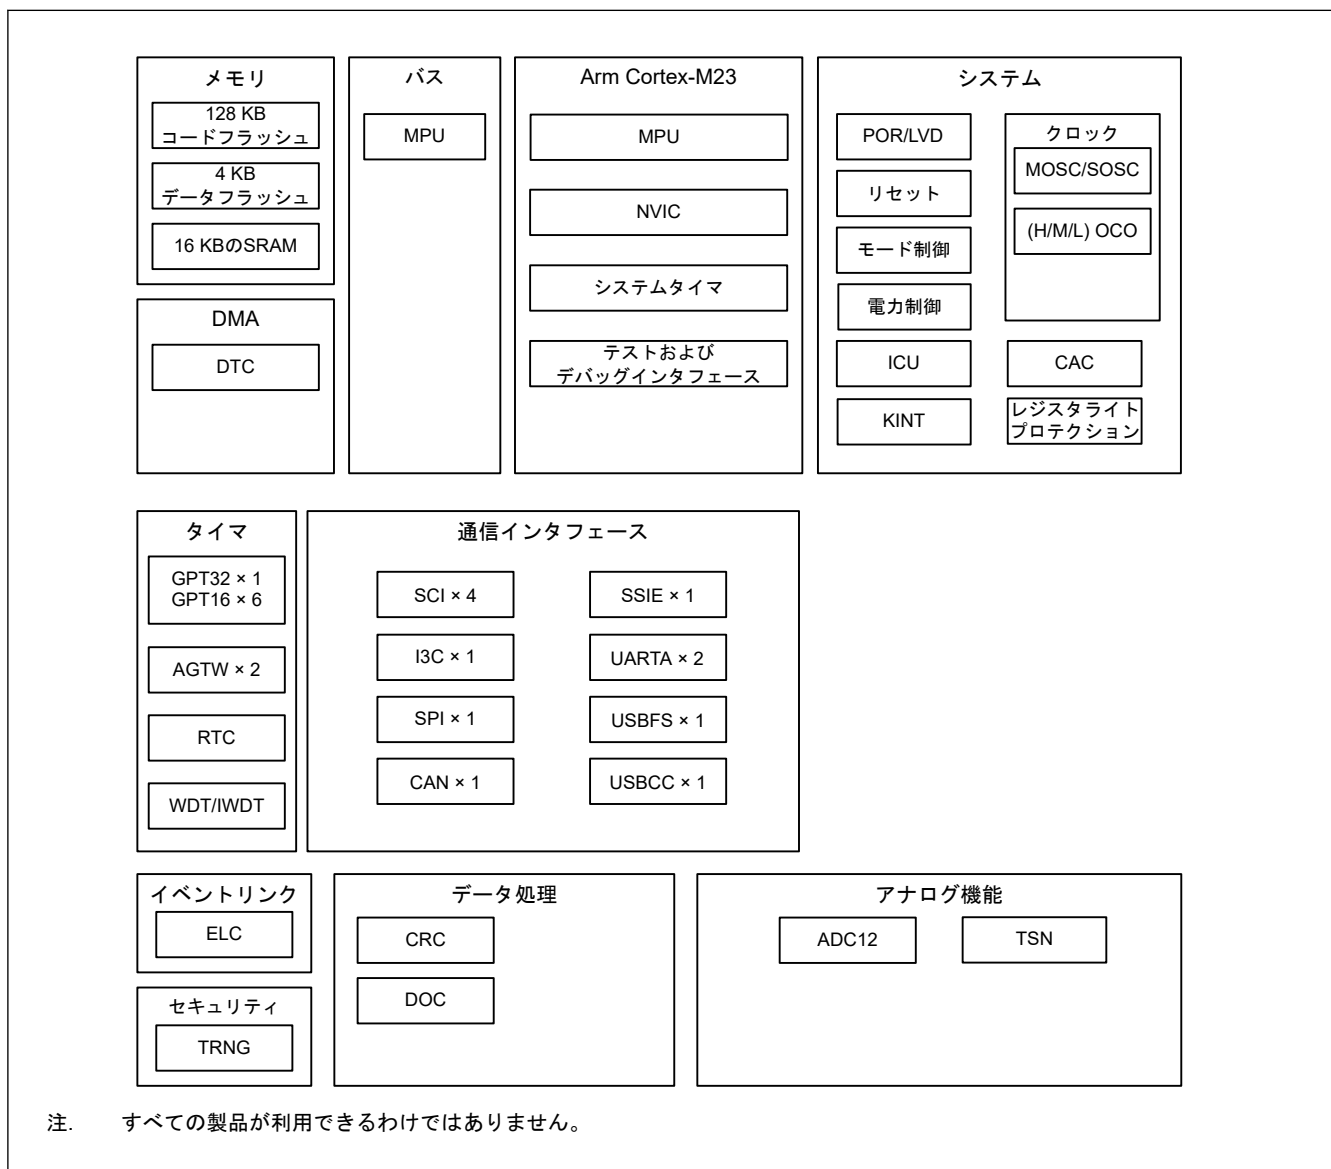 メモリ
128 KB
コードフラッシュ
4 KB
データフラッシュ
16 KBのSRAM
DMA
DTC
バス
MPU
Arm Cortex-M23
MPU
NVIC
システムタイマ
テストおよび
デバッグインタフェース
システム
POR/LVD
リセット
モード制御
電力制御
ICU
KINT
クロック
MOSC/SOSC
(H/M/L) OCO
CAC
レジスタライト
プロテクション
タイマ
GPT32 × 1
GPT16 × 6
AGTW × 2
RTC
WDT/IWDT
通信インタフェース
SCI × 4
I3C × 1
SPI × 1
CAN × 1
SSIE × 1
UARTA × 2
USBFS × 1
USBCC × 1
イベントリンク
ELC
セキュリティ
TRNG
データ処理
CRC
DOC
アナログ機能
ADC12
TSN
注. すべての製品が利用できるわけではありません。